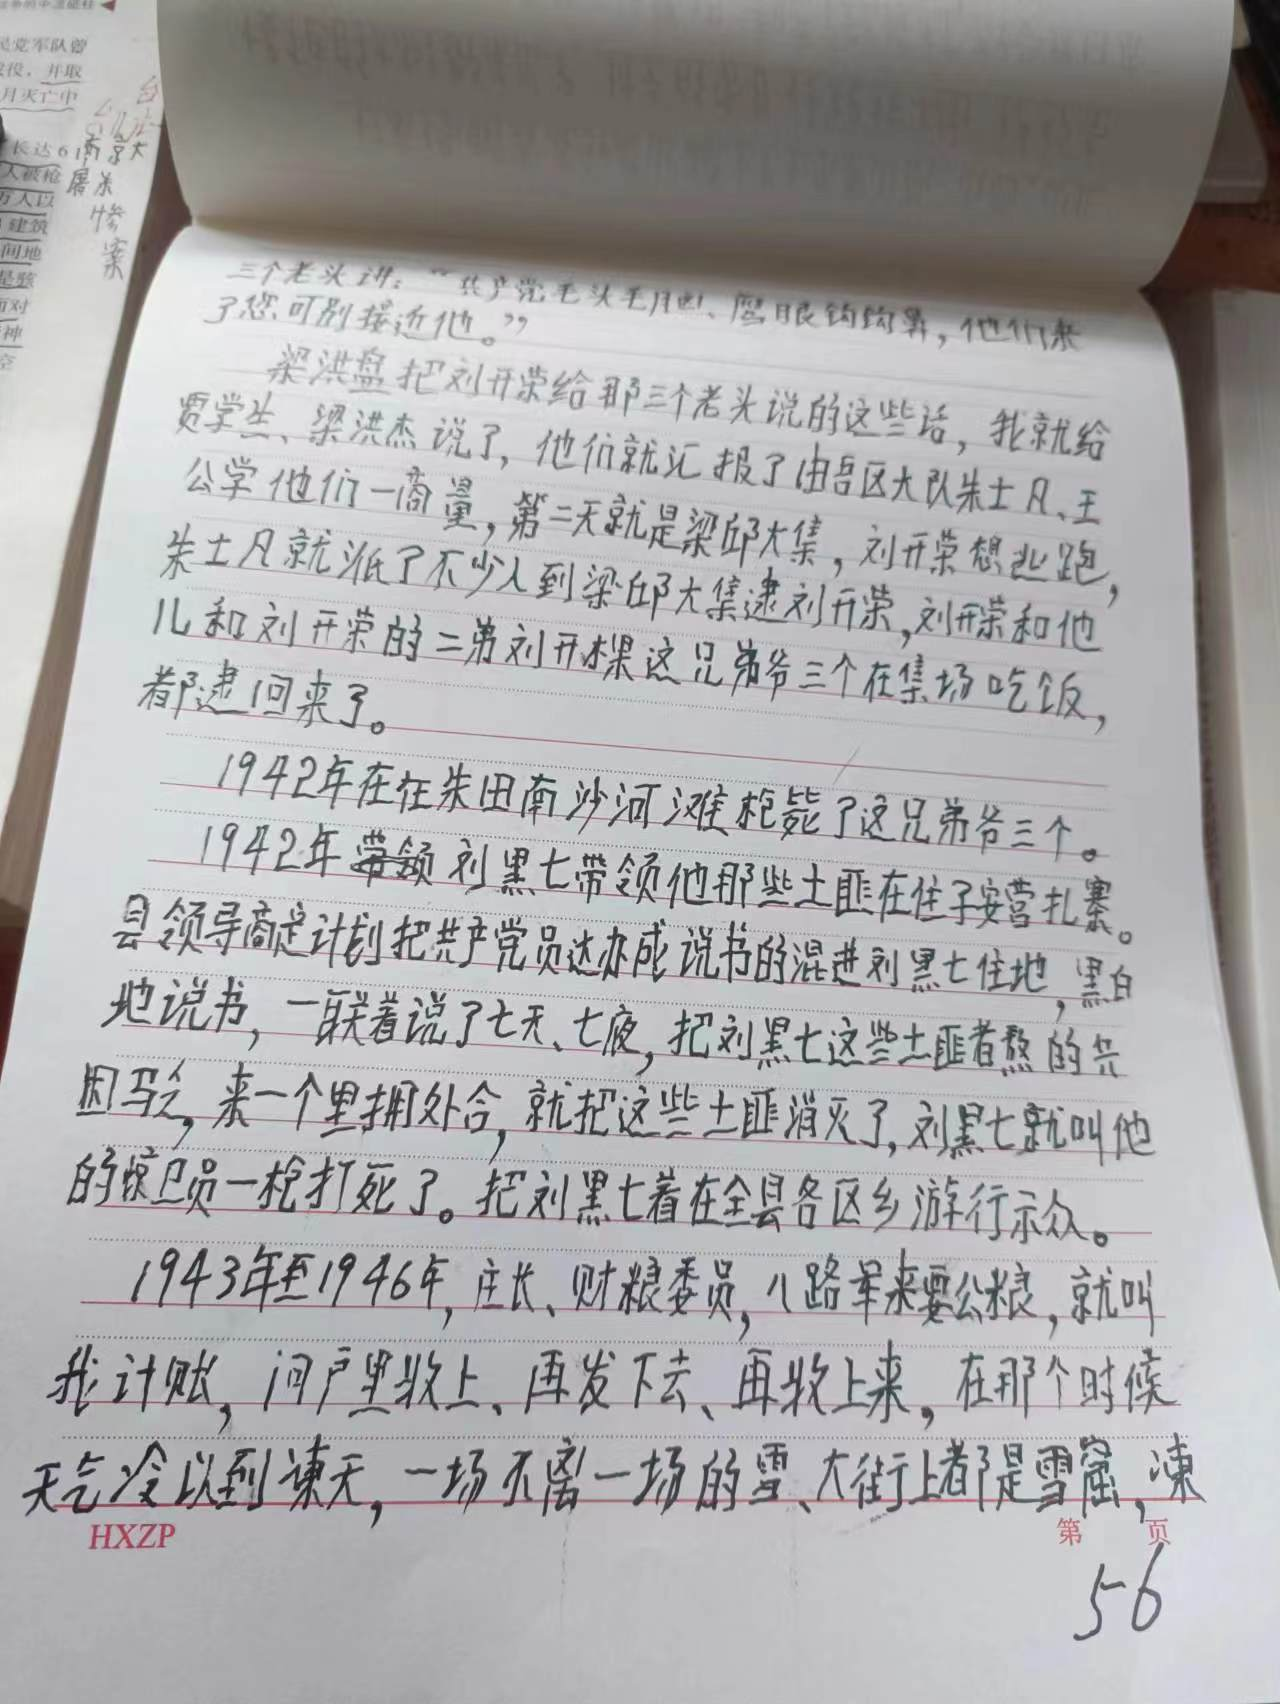 民党军队曾
战役，并取
月灭亡中
台
儿庄
长达6
南京大
人被枪
屠杀
万人以
惨
建筑
案
间地
是骇
面对
神
空
三个老头讲：“共产党毛头毛脸、鹰眼钩钩鼻，他们来
了您可别接近他。”
梁洪盘把刘开荣给那三个老头说的这些话，我就给
贾学生、梁洪杰说了，他们就汇报了由吾区大队朱士凡、王
公学他们一商量，第二天就是梁邱大集，刘开荣想逃跑，
朱士凡就派了不少人到梁邱大集逮刘开荣，刘开荣和他
儿和刘开荣的二弟刘开棵这兄弟爷三个在集场吃饭，
都逮回来了。
1942年在在朱田南沙河滩枪毙了这兄弟爷三个。
1942年带领刘黑七带领他那些土匪在住子安营扎寨。
县领导商定计划把共产党员达办成说书的混进刘黑七住地，黑白
地说书，一联着说了七天、七夜，把刘黑七这些土匪者熬的兵
困马乏，来一个里拥外合，就把这些土匪消灭了，刘黑七就叫他
的惊卫员一枪打死了。把刘黑七着在全县各区乡游行示众。
1943年至1946年，庄长、财粮委员，八路军来要公粮，就叫
我计账，问户里收上、再发下去、再收上来，在那个时候
天气冷以到谏天，一场不离一场的雪、大街上都是雪窟，凍
HXZP
第 页
56